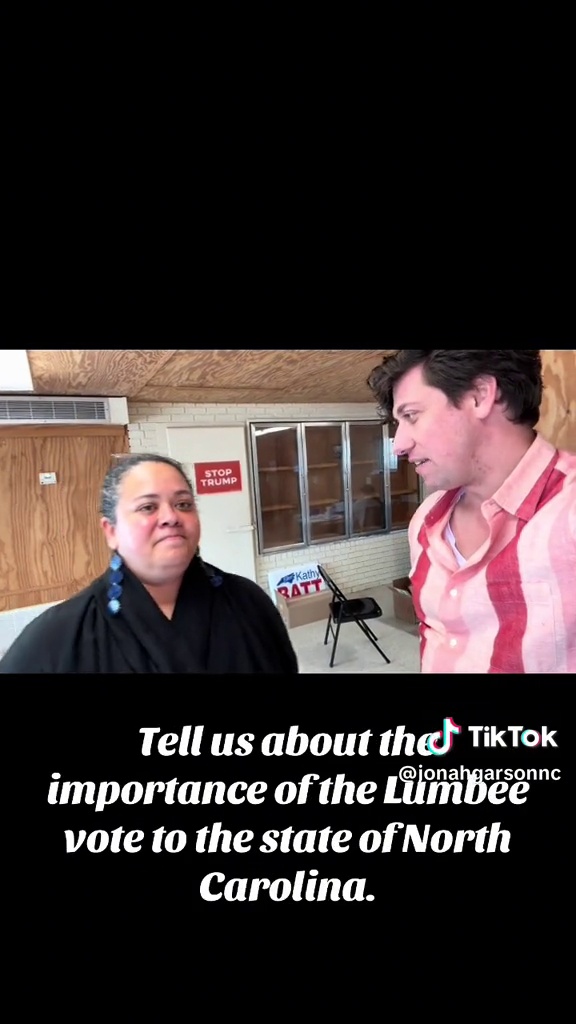 STOP
TRUMP
Kathy
BATT
Tell us about the
TikTok
@jonahgarsonnc
importance of the Lumbee
vote to the state of North
Carolina.